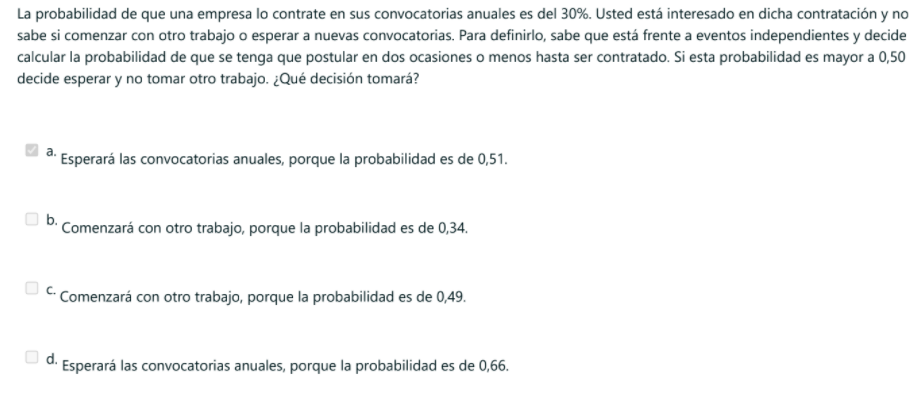 La probabilidad de que una empresa lo contrate en sus convocatorias anuales es del 30%. Usted está interesado en dicha contratación y no
sabe si comenzar con otro trabajo o esperar a nuevas convocatorias. Para definirlo, sabe que está frente a eventos independientes y decide
calcular la probabilidad de que se tenga que postular en dos ocasiones o menos hasta ser contratado. Si esta probabilidad es mayor a 0,50
decide esperar y no tomar otro trabajo. ¿Qué decisión tomará?
a. Esperará las convocatorias anuales, porque la probabilidad es de 0,51.
b. Comenzará con otro trabajo, porque la probabilidad es de 0,34.
c. Comenzará con otro trabajo, porque la probabilidad es de 0,49.
d. Esperará las convocatorias anuales, porque la probabilidad es de 0,66.